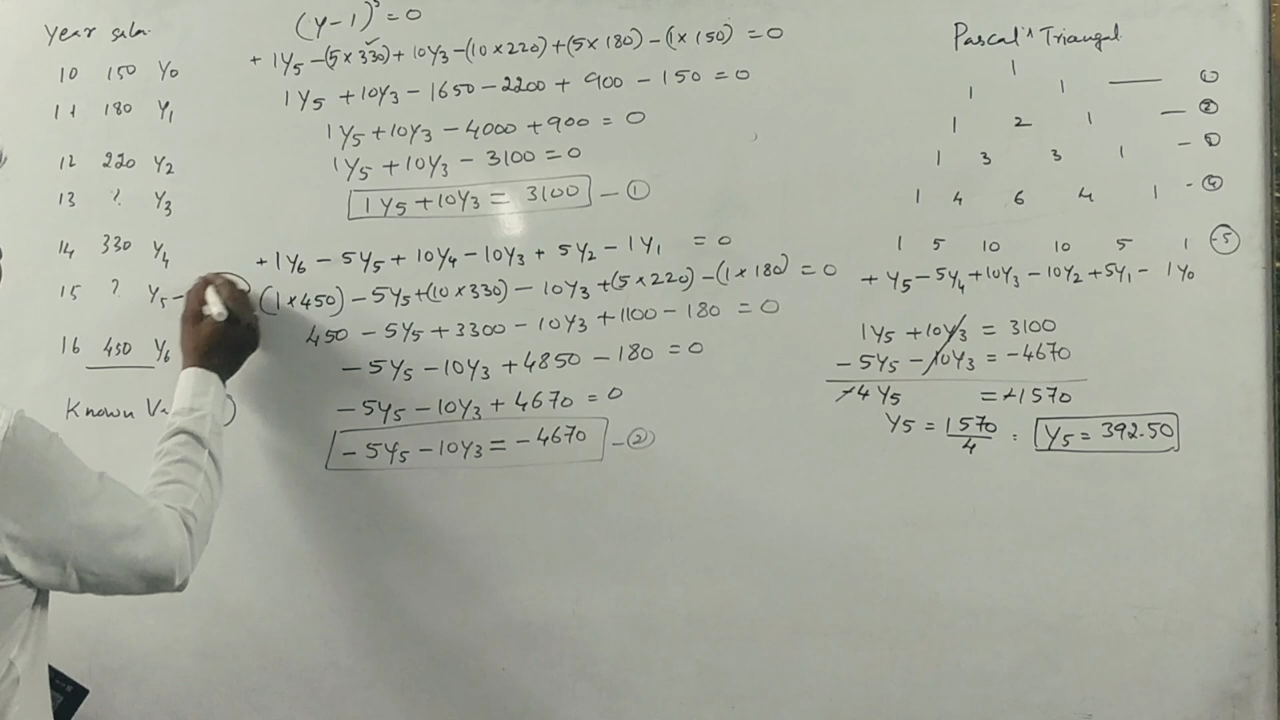 Year sala.
10 150 Y₀
11 180 Y₁
12 220 Y₂
13 ? Y₃
14 330 Y₄
15 ? Y₅ –
16 450 Y₆
Known
(Y-1)⁵ = 0
+ 1Y₅ -(5×330)+ 10Y₃ -(10×220)+(5×180) - (1×150) = 0
1Y₅ + 10Y₃ - 1650 - 2200 + 900 - 150 = 0
1Y₅ + 10Y₃ - 4000 + 900 = 0
1Y₅ + 10Y₃ - 3100 = 0
1Y₅ + 10Y₃ = 3100 - ①
+1Y₆ - 5Y₅ + 10Y₄ - 10Y₃ + 5Y₂ - 1Y₁ = 0
(1×450) - 5Y₅+(10×330) - 10Y₃ +(5×220) -(1×180) = 0
450 - 5Y₅ + 3300 - 10Y₃ + 1100 - 180 = 0
- 5Y₅ - 10Y₃ + 4850 - 180 = 0
- 5Y₅ - 10Y₃ + 4670 = 0
- 5Y₅ - 10Y₃ = - 4670 - ②
Pascal's Triangal
1
1 1 — ①
1 2 1 — ②
1 3 3 1 -
1 4 6 4 1 - ④
1 5 10 10 5 1 -⑤
+ Y₅ - 5Y₄ +10Y₃ - 10Y₂ +5Y₁ - 1Y₀
1Y₅ + 10Y₃ = 3100
- 5Y₅ - 10Y₃ = - 4670
-4Y₅ = -1570
Y₅ = 1570/4 = Y₅ = 392.50